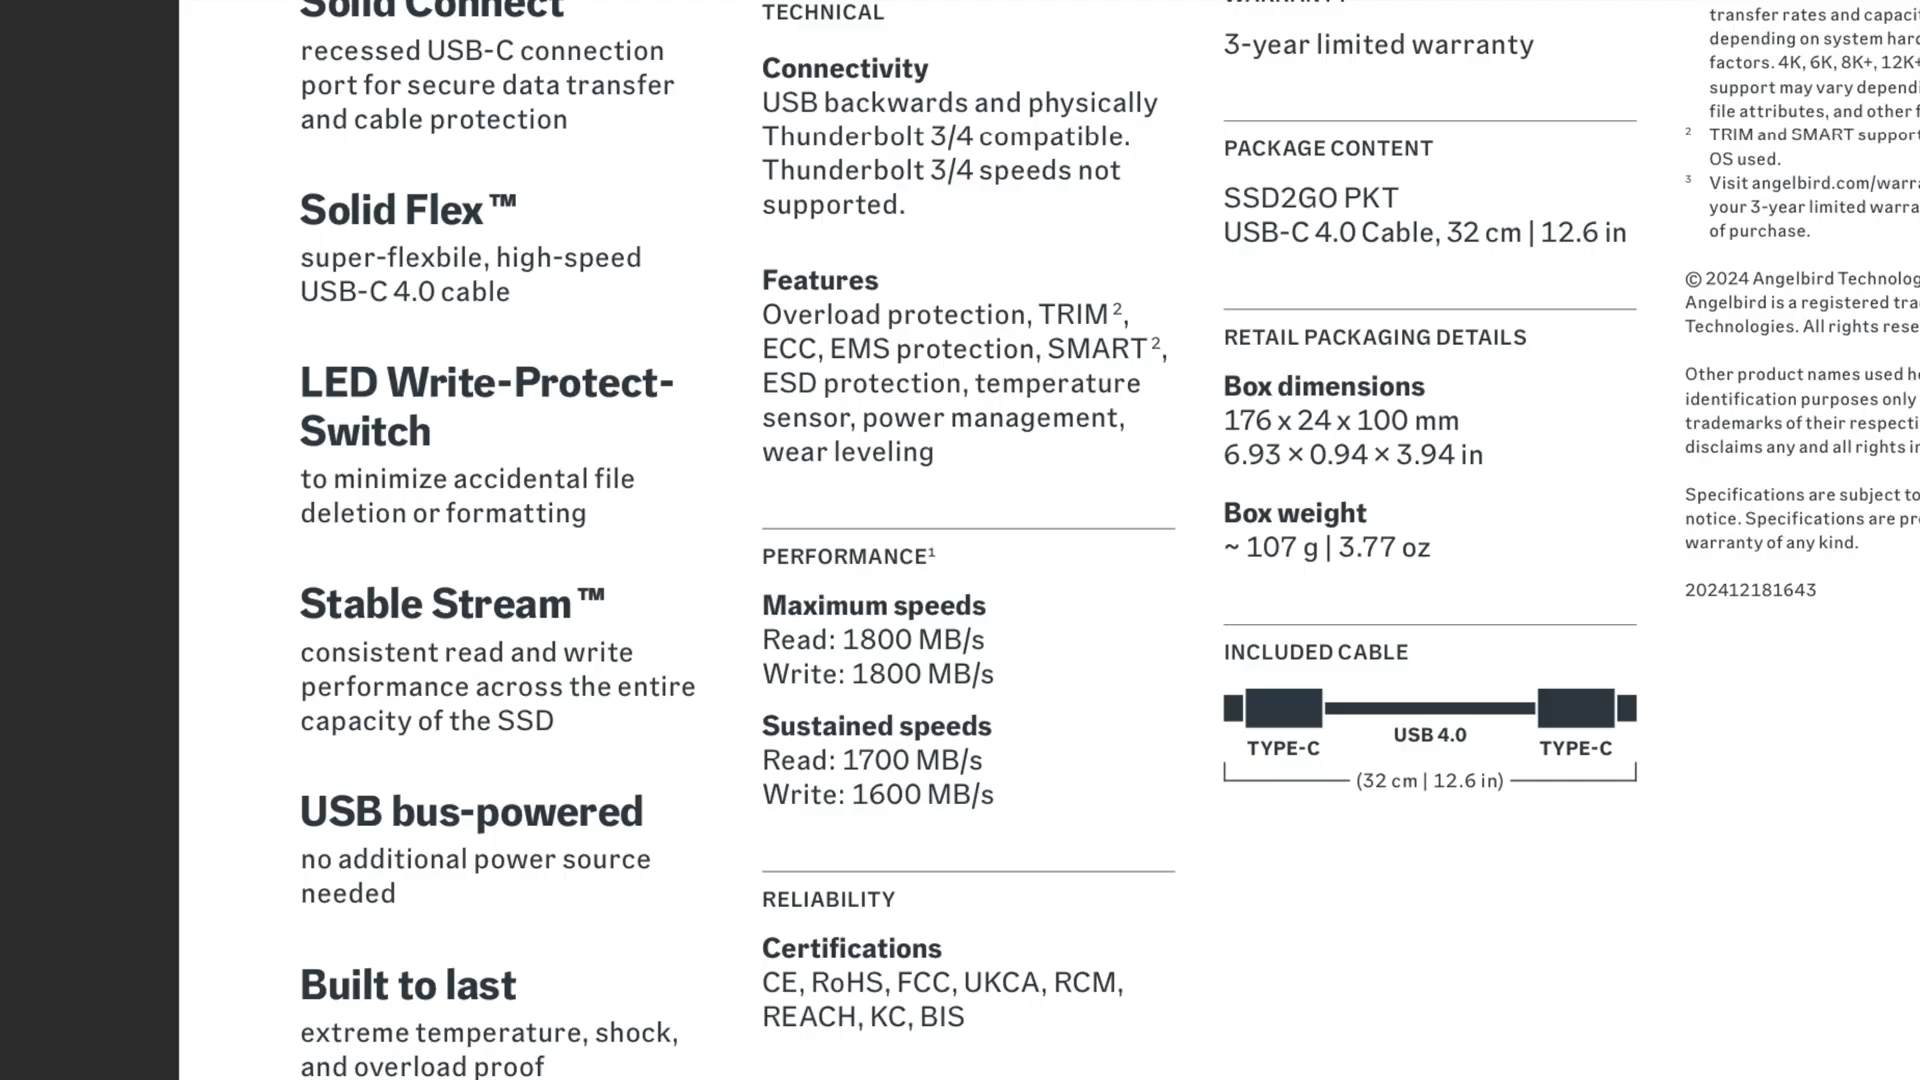 Solid Connect
recessed USB-C connection
port for secure data transfer
and cable protection
Solid Flex™
super-flexbile, high-speed
USB-C 4.0 cable
LED Write-Protect-
Switch
to minimize accidental file
deletion or formatting
Stable Stream™
consistent read and write
performance across the entire
capacity of the SSD
USB bus-powered
no additional power source
needed
Built to last
extreme temperature, shock,
and overload proof
TECHNICAL
Connectivity
USB backwards and physically
Thunderbolt 3/4 compatible.
Thunderbolt 3/4 speeds not
supported.
Features
Overload protection, TRIM²,
ECC, EMS protection, SMART²,
ESD protection, temperature
sensor, power management,
wear leveling
PERFORMANCE¹
Maximum speeds
Read: 1800 MB/s
Write: 1800 MB/s
Sustained speeds
Read: 1700 MB/s
Write: 1600 MB/s
RELIABILITY
Certifications
CE, RoHS, FCC, UKCA, RCM,
REACH, KC, BIS
3-year limited warranty
PACKAGE CONTENT
SSD2GO PKT
USB-C 4.0 Cable, 32 cm | 12.6 in
RETAIL PACKAGING DETAILS
Box dimensions
176 x 24 x 100 mm
6.93 × 0.94 × 3.94 in
Box weight
~ 107 g | 3.77 oz
INCLUDED CABLE
TYPE-C
USB 4.0
TYPE-C
(32 cm | 12.6 in)
transfer rates and
depending on system
factors. 4K, 6K, 8K+, 12K+
support may vary
file attributes, and other
² TRIM and SMART
OS used.
³ Visit
your 3-year limited
of purchase.
© 2024 Angelbird
Angelbird is a registered
Technologies. All rights
Other product names used
identification purposes only
trademarks of their
disclaims any and all rights
Specifications are subject to
notice. Specifications are
warranty of any kind.
202412181643